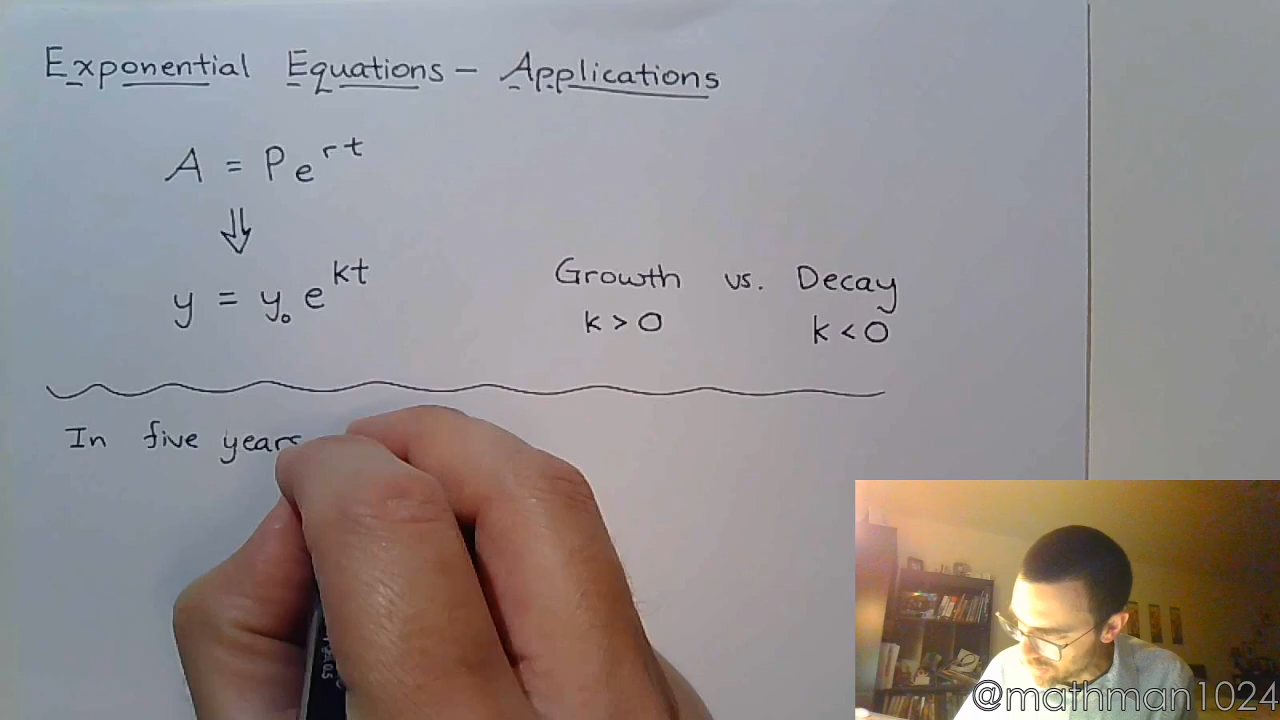 Exponential Equations - Applications
A = Pe^{rt}
⇓
y = y₀e^{kt}
Growth vs. Decay
k > 0 k < 0
In five years
@mathman1024